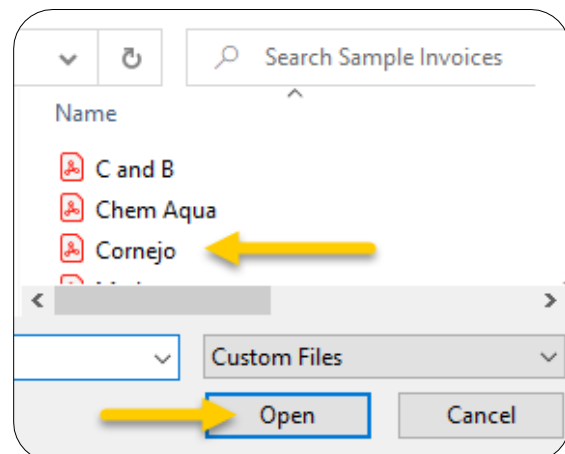 Search Sample Invoices
Name
C and B
Chem Aqua
Cornejo
Custom Files
Open Cancel